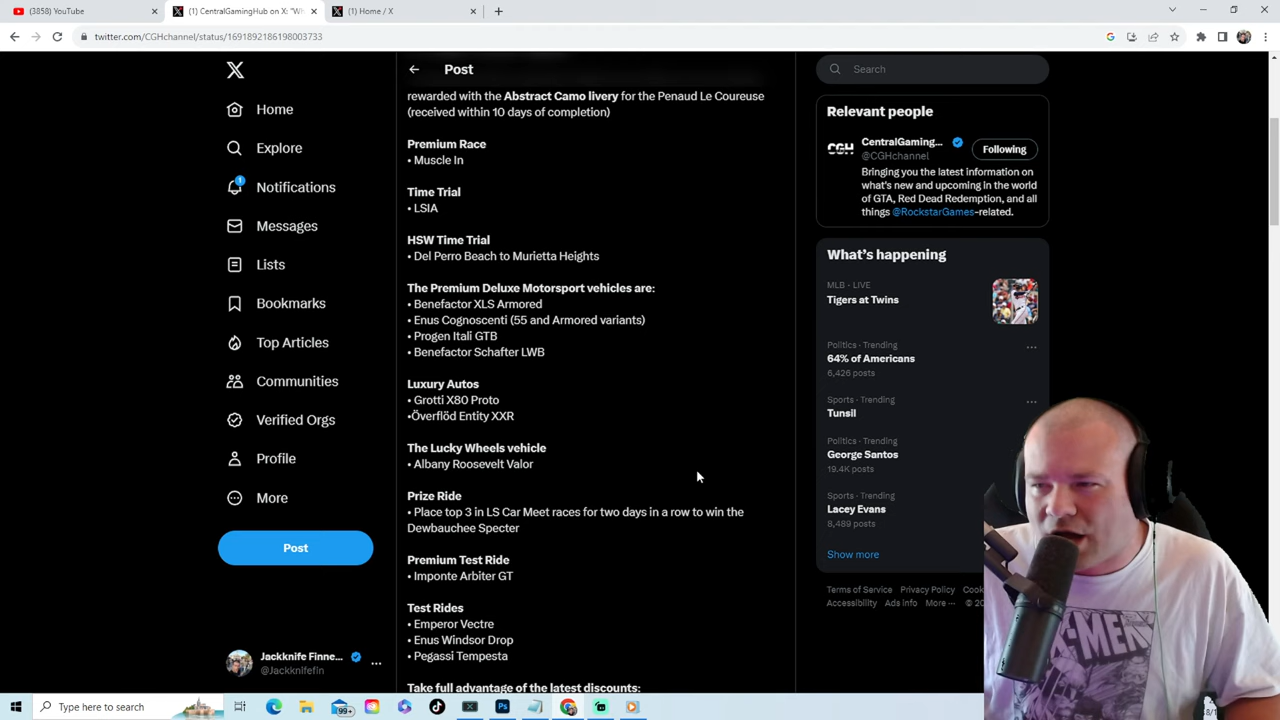 (3858) YouTube
(1) CentralGamingHub on X: "Wh
(1) Home / X
twitter.com/CGHchannel/status/1691892186198003733
Post
Search
rewarded with the Abstract Camo livery for the Penaud Le Coureuse
(received within 10 days of completion)
Premium Race
• Muscle In
Time Trial
• LSIA
HSW Time Trial
• Del Perro Beach to Murietta Heights
The Premium Deluxe Motorsport vehicles are:
• Benefactor XLS Armored
• Enus Cognoscenti (55 and Armored variants)
• Progen Itali GTB
• Benefactor Schafter LWB
Luxury Autos
• Grotti X80 Proto
•Överflöd Entity XXR
The Lucky Wheels vehicle
• Albany Roosevelt Valor
Prize Ride
• Place top 3 in LS Car Meet races for two days in a row to win the
Dewbauchee Specter
Premium Test Ride
• Imponte Arbiter GT
Test Rides
• Emperor Vectre
• Enus Windsor Drop
• Pegassi Tempesta
Take full advantage of the latest discounts:
X
Home
Explore
1
Notifications
Messages
Lists
Bookmarks
Top Articles
Communities
Verified Orgs
Profile
More
Post
Jackknife Finne...
@Jackknifefin
Relevant people
CGH
CentralGaming...
@CGHchannel
Following
Bringing you the latest information on
what's new and upcoming in the world
of GTA, Red Dead Redemption, and all
things @RockstarGames-related.
What's happening
MLB · LIVE
Tigers at Twins
Politics · Trending
64% of Americans
6,426 posts
Sports · Trending
Tunsil
Politics · Trending
George Santos
19.4K posts
Sports · Trending
Lacey Evans
8,489 posts
Show more
Terms of Service Privacy Policy
Accessibility Ads info More ··· ©
X-MEN
Type here to search
99+